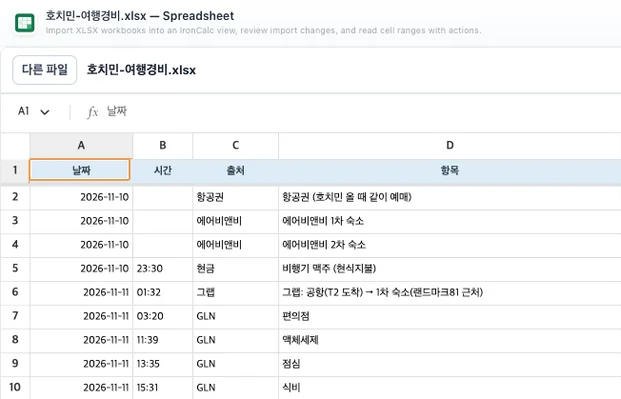 호치민-여행경비.xlsx — Spreadsheet
Import XLSX workbooks into an IronCalc view, review import changes, and read cell ranges with actions.
다른 파일 호치민-여행경비.xlsx
A1 fx 날짜
A B C D
1 날짜 시간 출처 항목
2 2026-11-10 항공권 항공권 (호치민 올 때 같이 예매)
3 2026-11-10 에어비앤비 에어비앤비 1차 숙소
4 2026-11-10 에어비앤비 에어비앤비 2차 숙소
5 2026-11-10 23:30 현금 비행기 맥주 (현식지불)
6 2026-11-11 01:32 그랩 그랩: 공항(T2 도착) → 1차 숙소(랜드마크81 근처)
7 2026-11-11 03:20 GLN 편의점
8 2026-11-11 11:39 GLN 액체세제
9 2026-11-11 13:35 GLN 점심
10 2026-11-11 15:31 GLN 식비